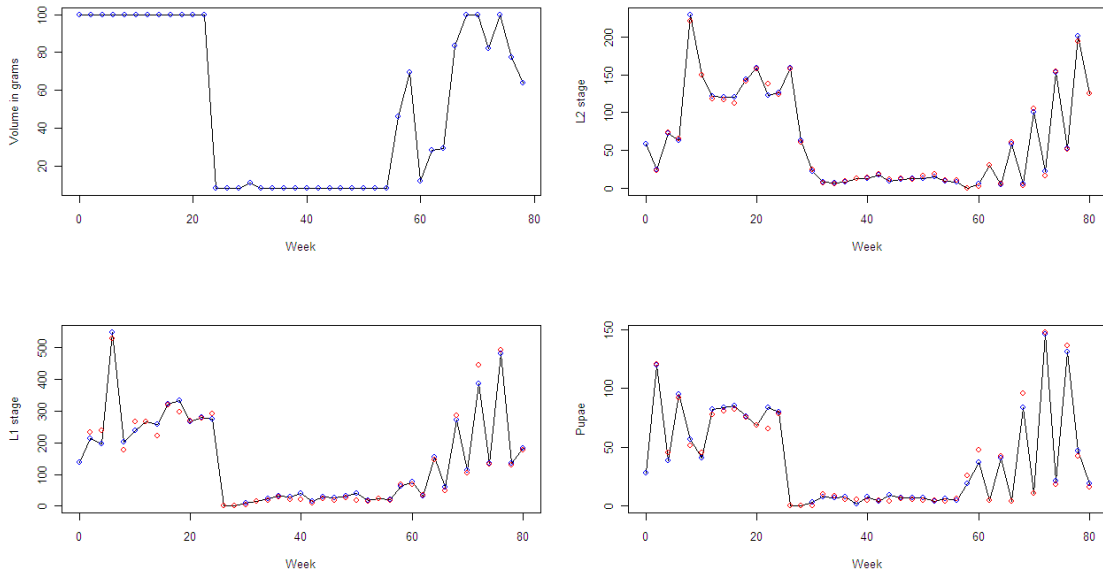 Volume in grams
20 40 60 80 100
0 20 40 60 80
Week
L2 stage
0 50 100 150 200
0 20 40 60 80
Week
L1 stage
0 100 200 300 400 500
0 20 40 60 80
Week
Pupae
0 50 100 150
0 20 40 60 80
Week